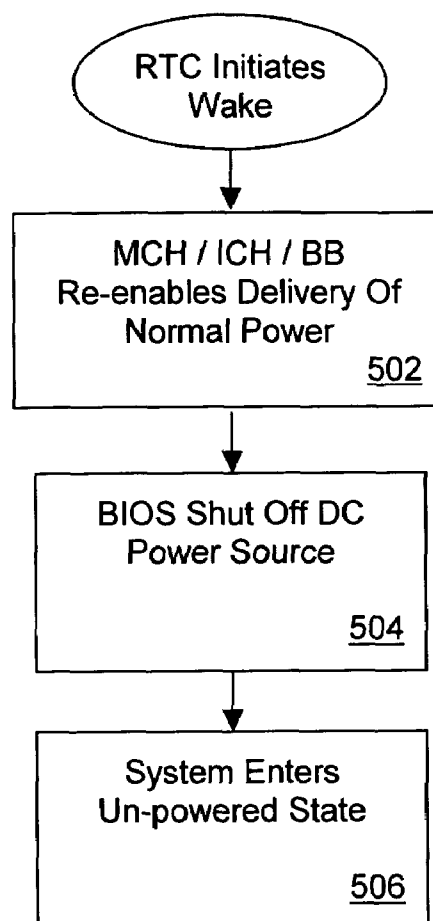 RTC Initiates
Wake
MCH / ICH / BB
Re-enables Delivery Of
Normal Power
502
BIOS Shut Off DC
Power Source
504
System Enters
Un-powered State
506